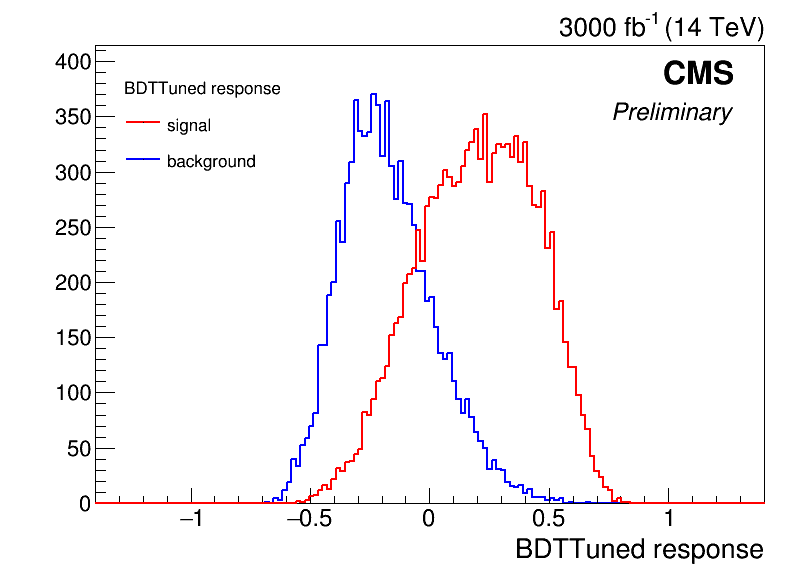 3000 fb-1 (14 TeV)
CMS
Preliminary
BDTTuned response
signal
background
400
350
300
250
200
150
100
50
0
−1 −0.5 0 0.5 1
BDTTuned response